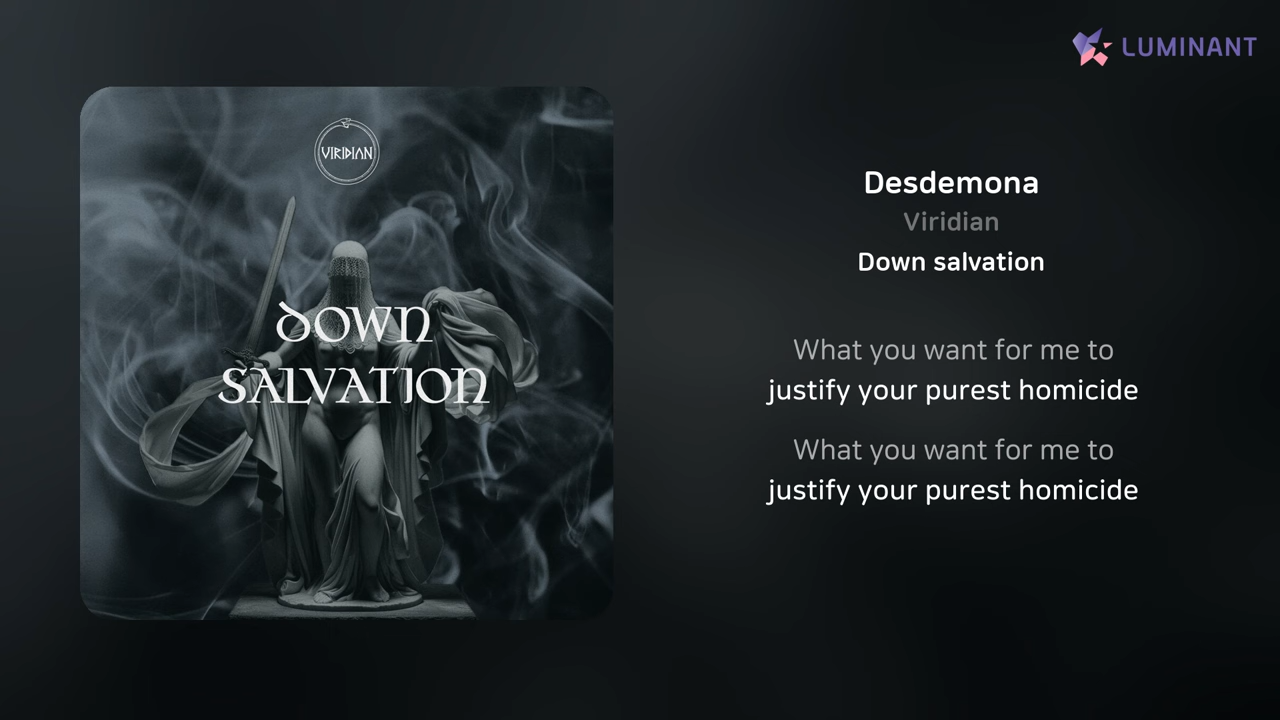 LUMINANT
VIRIDIAN
DOWN
SALVATION
Desdemona
Viridian
Down salvation
What you want for me to
justify your purest homicide
What you want for me to
justify your purest homicide